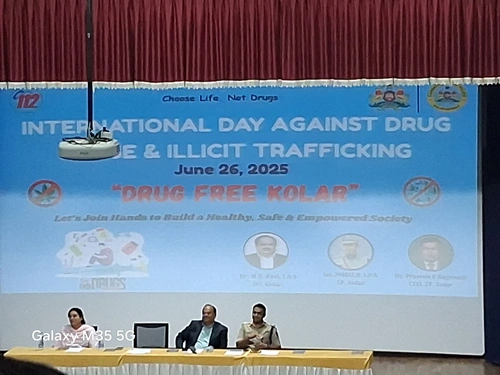 112
Choose Life, Not Drugs
INTERNATIONAL DAY AGAINST DRUG
& ILLICIT TRAFFICKING
June 26, 2025
"DRUG FREE KOLAR"
Let's Join Hands to Build a Healthy, Safe & Empowered Society
DRUGS
Galaxy M35 5G